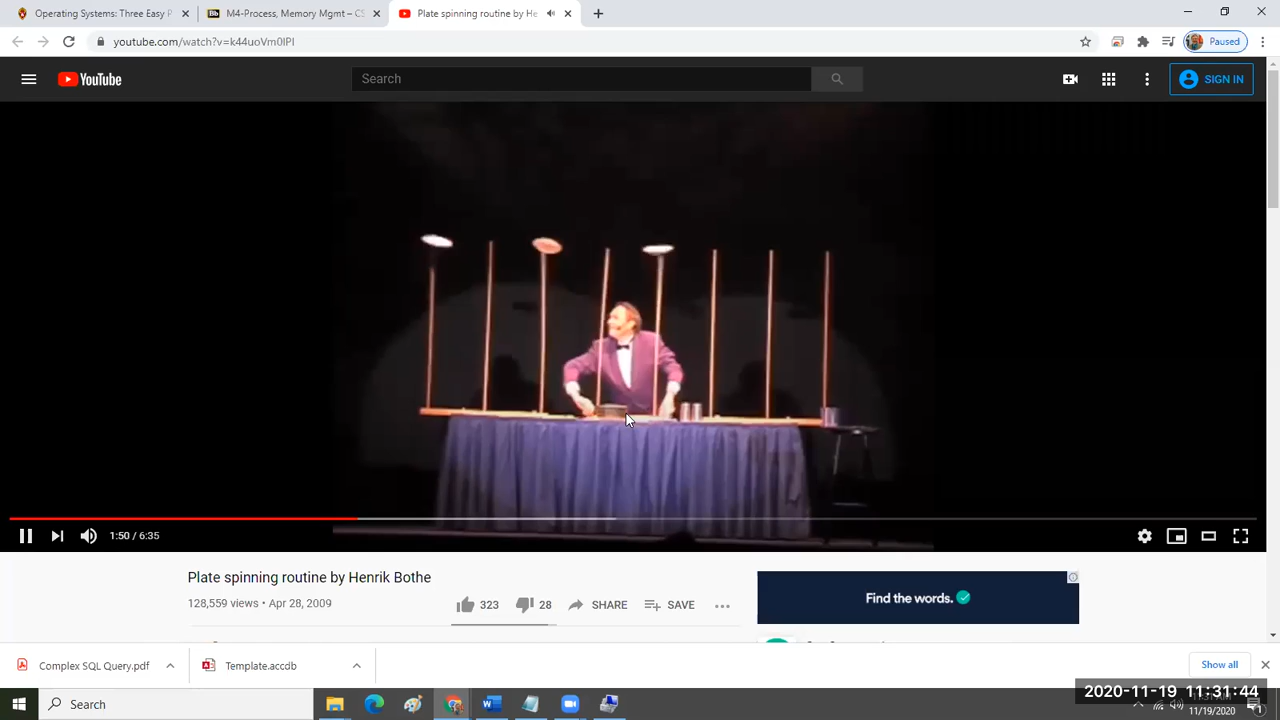 Operating Systems: Three Easy P
M4-Process, Memory Mgmt – CS
Plate spinning routine by He
youtube.com/watch?v=k44uoVm0lPI
Paused
YouTube
Search
SIGN IN
1:50 / 6:35
Plate spinning routine by Henrik Bothe
128,559 views • Apr 28, 2009
323
28
SHARE
SAVE
Find the words.
Complex SQL Query.pdf
Template.accdb
Show all
Search
2020-11-19 11:31:44
11/19/2020